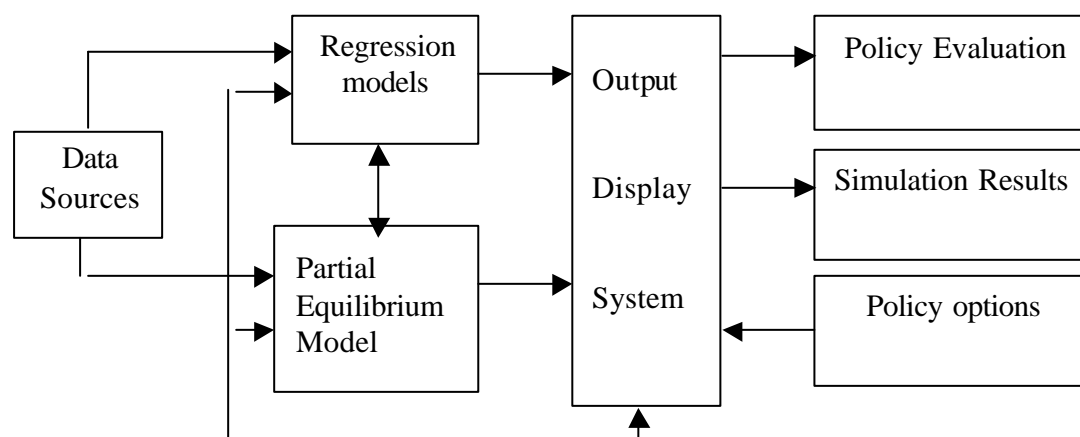 Data
Sources
Regression
models
Partial
Equilibrium
Model
Output
Display
System
Policy Evaluation
Simulation Results
Policy options